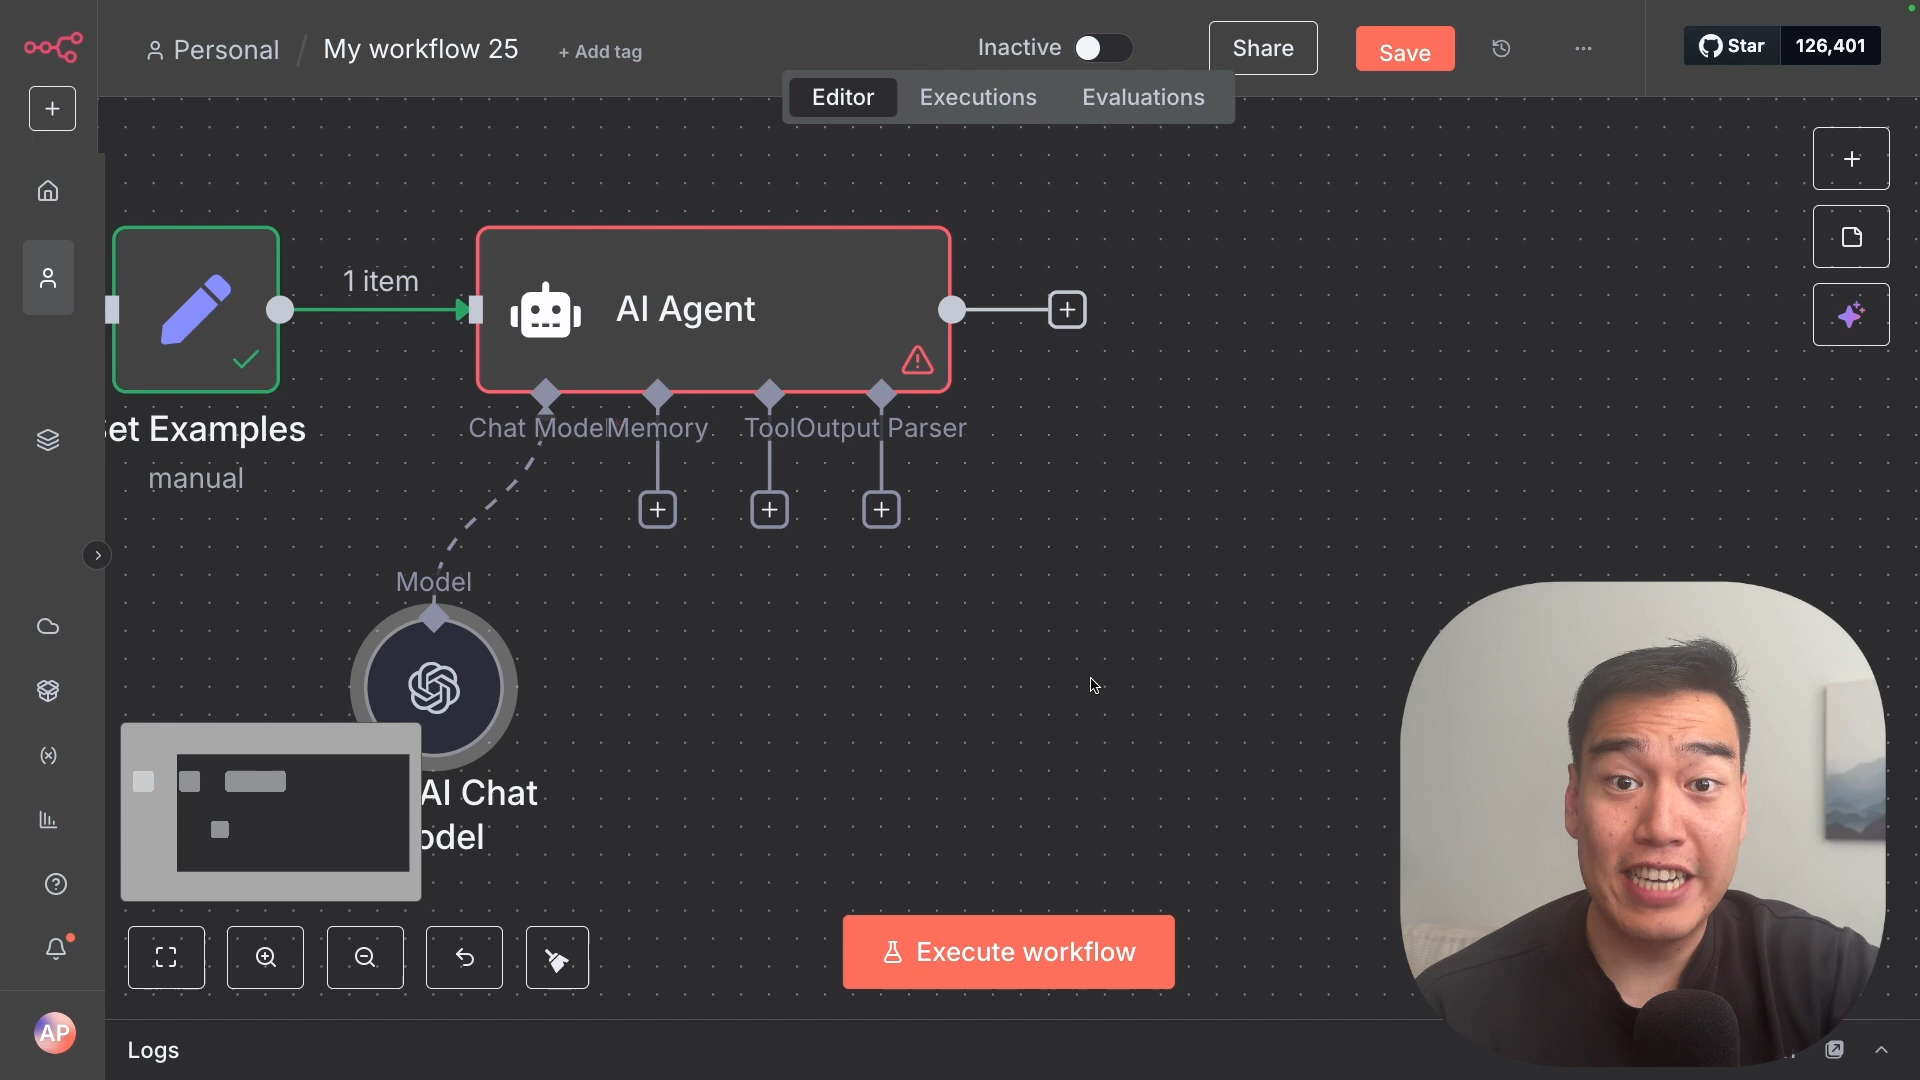 Personal / My workflow 25 + Add tag
Inactive
Share
Save
Star 126,401
Editor Executions Evaluations
1 item
AI Agent
et Examples
manual
Chat Model
Memory
Tool
Output Parser
Model
AI Chat
odel
Execute workflow
AP
Logs